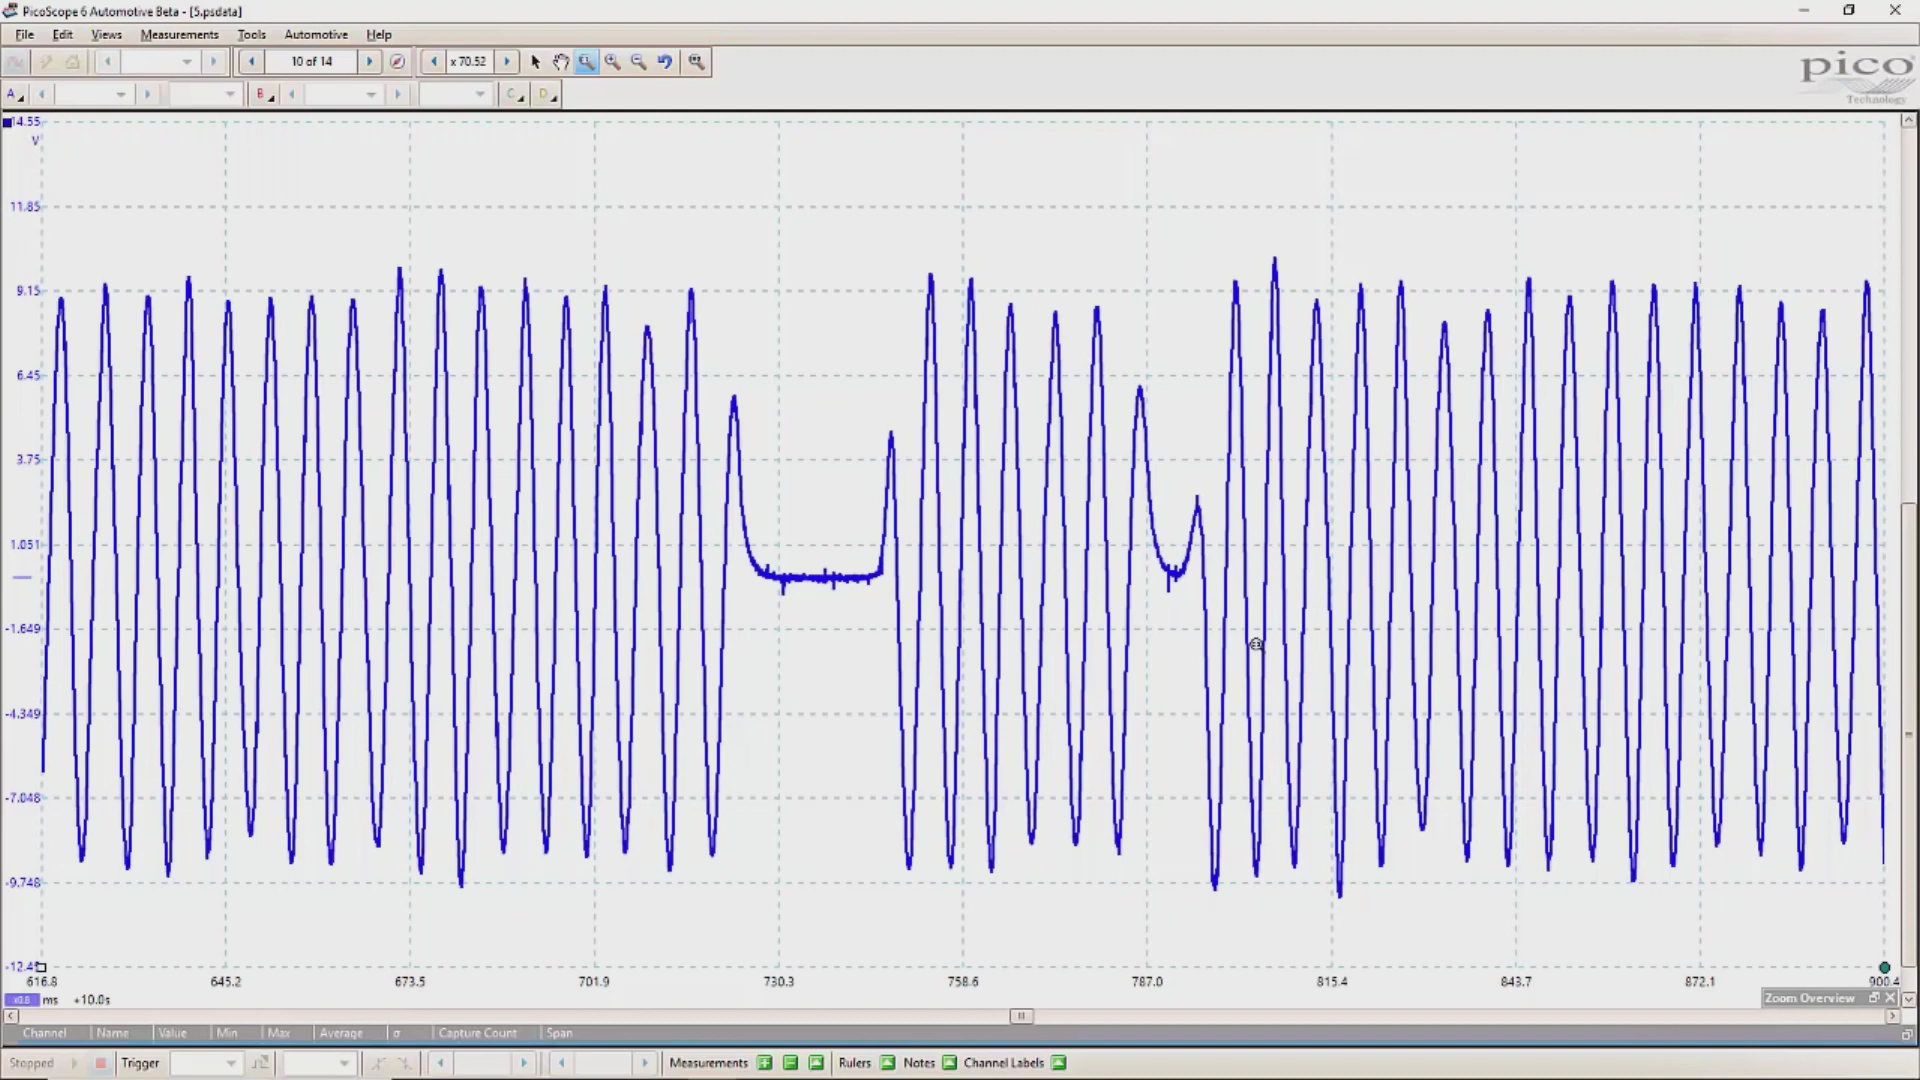 PicoScope 6 Automotive Beta - [5.psdata]
File Edit Views Measurements Tools Automotive Help
10 of 14 x 70.52
pico
Technology
A B C D
14.55
V
11.85
9.15
6.45
3.75
1.051
-1.649
-4.349
-7.048
-9.748
616.8 645.2 673.5 701.9 730.3 758.6 787.0 815.4 843.7 872.1 900.4
x0.8 ms +10.0s
Zoom Overview
Channel Name Value Min Max Average σ Capture Count Span
Stopped Trigger Measurements Rulers Notes Channel Labels